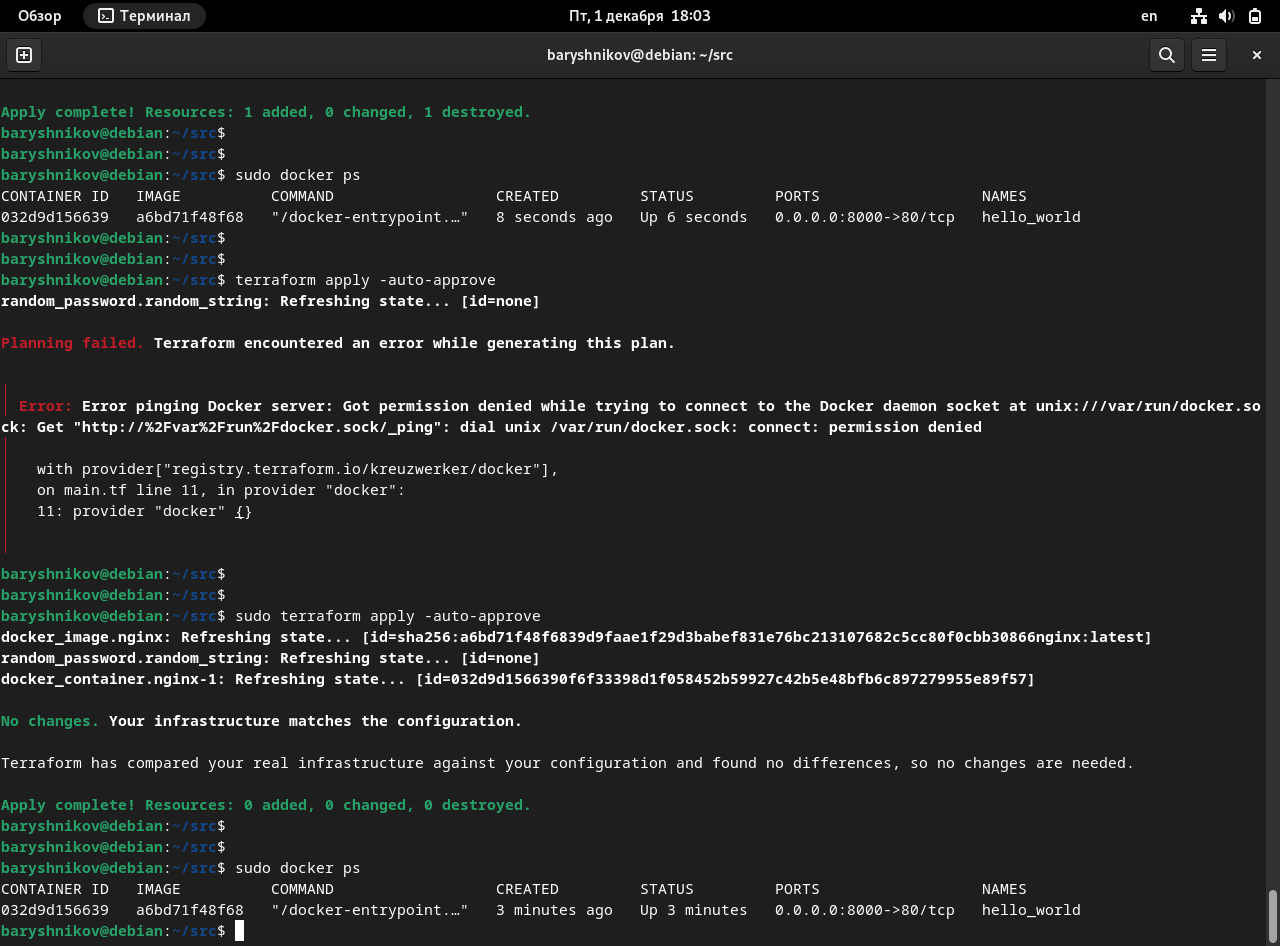 Обзор Терминал Пт, 1 декабря 18:03 en
baryshnikov@debian: ~/src
Apply complete! Resources: 1 added, 0 changed, 1 destroyed.
baryshnikov@debian:~/src$
baryshnikov@debian:~/src$
baryshnikov@debian:~/src$ sudo docker ps
CONTAINER ID   IMAGE          COMMAND                  CREATED         STATUS         PORTS                  NAMES
032d9d156639   a6bd71f48f68   "/docker-entrypoint.…"   8 seconds ago   Up 6 seconds   0.0.0.0:8000->80/tcp   hello_world
baryshnikov@debian:~/src$
baryshnikov@debian:~/src$
baryshnikov@debian:~/src$ terraform apply -auto-approve
random_password.random_string: Refreshing state... [id=none]
Planning failed. Terraform encountered an error while generating this plan.
Error: Error pinging Docker server: Got permission denied while trying to connect to the Docker daemon socket at unix:///var/run/docker.so
ck: Get "http://%2Fvar%2Frun%2Fdocker.sock/_ping": dial unix /var/run/docker.sock: connect: permission denied
with provider["registry.terraform.io/kreuzwerker/docker"],
on main.tf line 11, in provider "docker":
11: provider "docker" {}
baryshnikov@debian:~/src$
baryshnikov@debian:~/src$
baryshnikov@debian:~/src$ sudo terraform apply -auto-approve
docker_image.nginx: Refreshing state... [id=sha256:a6bd71f48f6839d9faae1f29d3babef831e76bc213107682c5cc80f0cbb30866nginx:latest]
random_password.random_string: Refreshing state... [id=none]
docker_container.nginx-1: Refreshing state... [id=032d9d1566390f6f33398d1f058452b59927c42b5e48bfb6c897279955e89f57]
No changes. Your infrastructure matches the configuration.
Terraform has compared your real infrastructure against your configuration and found no differences, so no changes are needed.
Apply complete! Resources: 0 added, 0 changed, 0 destroyed.
baryshnikov@debian:~/src$
baryshnikov@debian:~/src$
baryshnikov@debian:~/src$ sudo docker ps
CONTAINER ID   IMAGE          COMMAND                  CREATED         STATUS         PORTS                  NAMES
032d9d156639   a6bd71f48f68   "/docker-entrypoint.…"   3 minutes ago   Up 3 minutes   0.0.0.0:8000->80/tcp   hello_world
baryshnikov@debian:~/src$